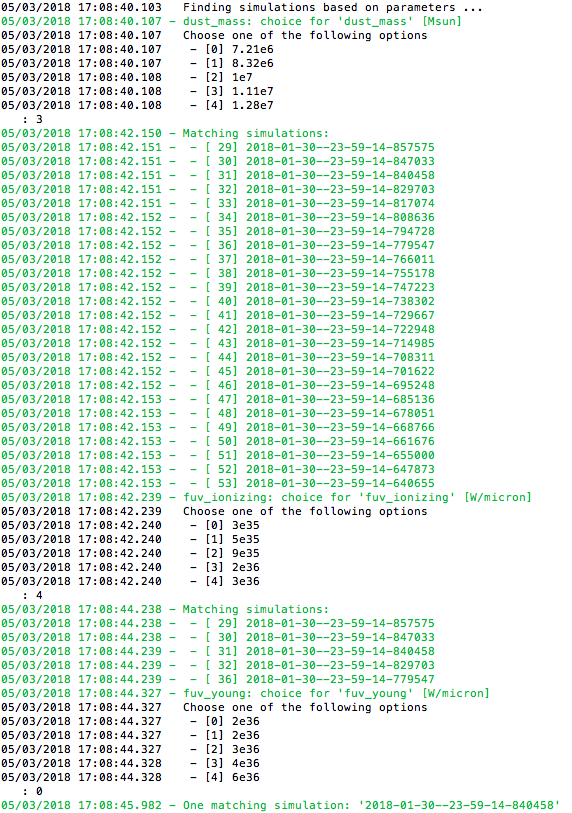 05/03/2018 17:08:40.103   Finding simulations based on parameters ...
05/03/2018 17:08:40.107 - dust_mass: choice for 'dust_mass' [Msun]
05/03/2018 17:08:40.107   Choose one of the following options
05/03/2018 17:08:40.107    - [0] 7.21e6
05/03/2018 17:08:40.107    - [1] 8.32e6
05/03/2018 17:08:40.108    - [2] 1e7
05/03/2018 17:08:40.108    - [3] 1.11e7
05/03/2018 17:08:40.108    - [4] 1.28e7
   : 3
05/03/2018 17:08:42.150 - Matching simulations:
05/03/2018 17:08:42.151 -  - [ 29] 2018-01-30--23-59-14-857575
05/03/2018 17:08:42.151 -  - [ 30] 2018-01-30--23-59-14-847033
05/03/2018 17:08:42.151 -  - [ 31] 2018-01-30--23-59-14-840458
05/03/2018 17:08:42.151 -  - [ 32] 2018-01-30--23-59-14-829703
05/03/2018 17:08:42.151 -  - [ 33] 2018-01-30--23-59-14-817074
05/03/2018 17:08:42.152 -  - [ 34] 2018-01-30--23-59-14-808636
05/03/2018 17:08:42.152 -  - [ 35] 2018-01-30--23-59-14-794728
05/03/2018 17:08:42.152 -  - [ 36] 2018-01-30--23-59-14-779547
05/03/2018 17:08:42.152 -  - [ 37] 2018-01-30--23-59-14-766011
05/03/2018 17:08:42.152 -  - [ 38] 2018-01-30--23-59-14-755178
05/03/2018 17:08:42.152 -  - [ 39] 2018-01-30--23-59-14-747223
05/03/2018 17:08:42.152 -  - [ 40] 2018-01-30--23-59-14-738302
05/03/2018 17:08:42.152 -  - [ 41] 2018-01-30--23-59-14-729667
05/03/2018 17:08:42.152 -  - [ 42] 2018-01-30--23-59-14-722948
05/03/2018 17:08:42.152 -  - [ 43] 2018-01-30--23-59-14-714985
05/03/2018 17:08:42.152 -  - [ 44] 2018-01-30--23-59-14-708311
05/03/2018 17:08:42.152 -  - [ 45] 2018-01-30--23-59-14-701622
05/03/2018 17:08:42.152 -  - [ 46] 2018-01-30--23-59-14-695248
05/03/2018 17:08:42.153 -  - [ 47] 2018-01-30--23-59-14-685136
05/03/2018 17:08:42.153 -  - [ 48] 2018-01-30--23-59-14-678051
05/03/2018 17:08:42.153 -  - [ 49] 2018-01-30--23-59-14-668766
05/03/2018 17:08:42.153 -  - [ 50] 2018-01-30--23-59-14-661676
05/03/2018 17:08:42.153 -  - [ 51] 2018-01-30--23-59-14-655000
05/03/2018 17:08:42.153 -  - [ 52] 2018-01-30--23-59-14-647873
05/03/2018 17:08:42.153 -  - [ 53] 2018-01-30--23-59-14-640655
05/03/2018 17:08:42.239 - fuv_ionizing: choice for 'fuv_ionizing' [W/micron]
05/03/2018 17:08:42.239   Choose one of the following options
05/03/2018 17:08:42.240    - [0] 3e35
05/03/2018 17:08:42.240    - [1] 5e35
05/03/2018 17:08:42.240    - [2] 9e35
05/03/2018 17:08:42.240    - [3] 2e36
05/03/2018 17:08:42.240    - [4] 3e36
   : 4
05/03/2018 17:08:44.238 - Matching simulations:
05/03/2018 17:08:44.238 -  - [ 29] 2018-01-30--23-59-14-857575
05/03/2018 17:08:44.238 -  - [ 30] 2018-01-30--23-59-14-847033
05/03/2018 17:08:44.239 -  - [ 31] 2018-01-30--23-59-14-840458
05/03/2018 17:08:44.239 -  - [ 32] 2018-01-30--23-59-14-829703
05/03/2018 17:08:44.239 -  - [ 36] 2018-01-30--23-59-14-779547
05/03/2018 17:08:44.327 - fuv_young: choice for 'fuv_young' [W/micron]
05/03/2018 17:08:44.327   Choose one of the following options
05/03/2018 17:08:44.327    - [0] 2e36
05/03/2018 17:08:44.327    - [1] 2e36
05/03/2018 17:08:44.327    - [2] 3e36
05/03/2018 17:08:44.328    - [3] 4e36
05/03/2018 17:08:44.328    - [4] 6e36
   : 0
05/03/2018 17:08:45.982 - One matching simulation: '2018-01-30--23-59-14-840458'